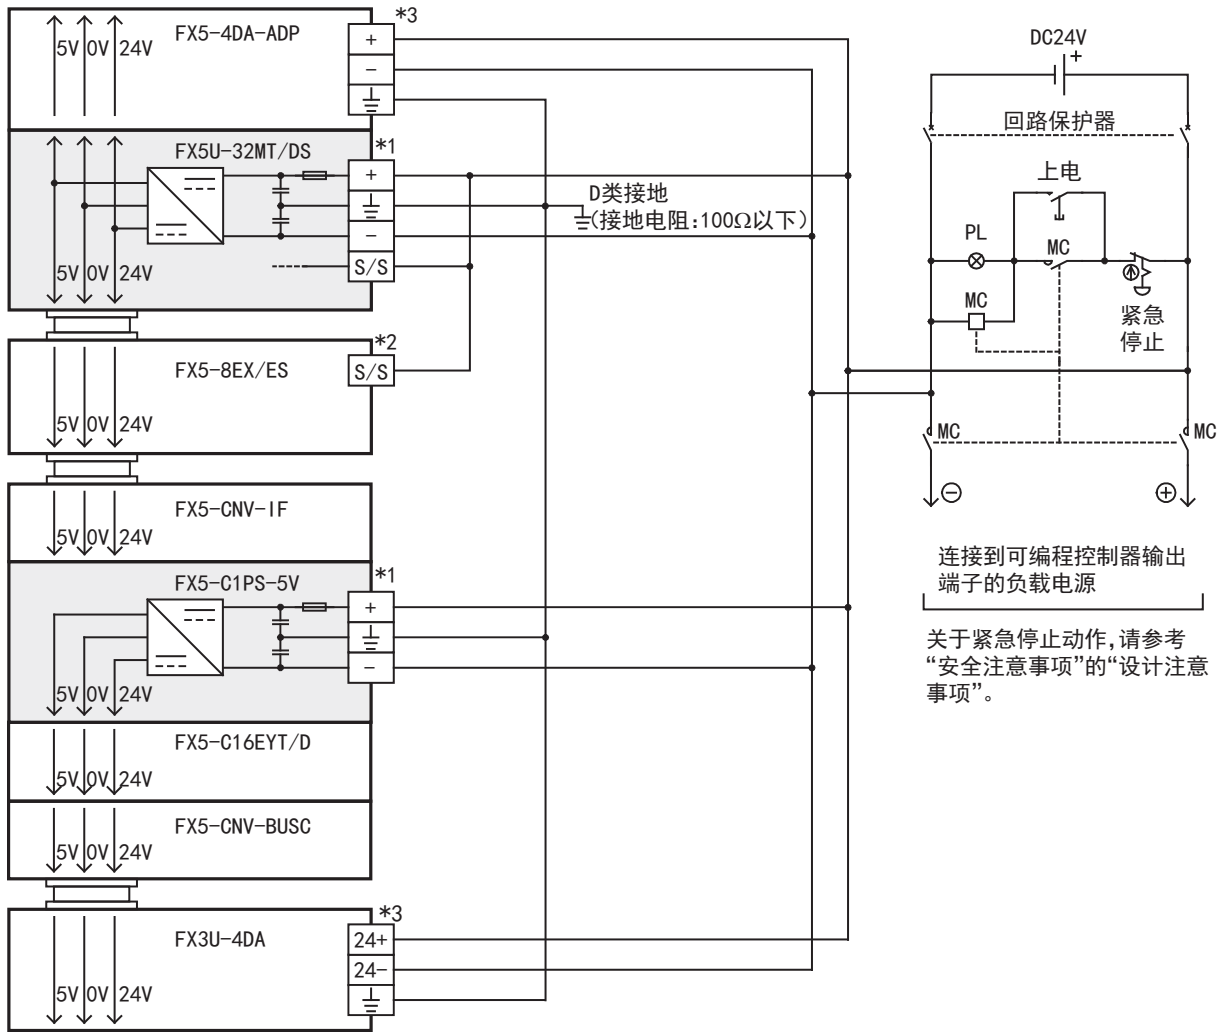 FX5-4DA-ADP
*3
+
5V 0V 24V
−
FX5U-32MT/DS
*1
+
−
5V 0V 24V
S/S
D类接地
(接地电阻:100Ω以下)
*2
FX5-8EX/ES
S/S
5V 0V 24V
FX5-CNV-IF
5V 0V 24V
FX5-C1PS-5V
*1
+
−
5V 0V 24V
FX5-C16EYT/D
5V 0V 24V
FX5-CNV-BUSC
5V 0V 24V
*3
FX3U-4DA
24+
24−
5V 0V 24V
DC24V
+
回路保护器
上电
PL
MC
MC
紧急
停止
MC
MC
连接到可编程控制器输出
端子的负载电源
关于紧急停止动作,请参考
“安全注意事项”的“设计注意
事项”。